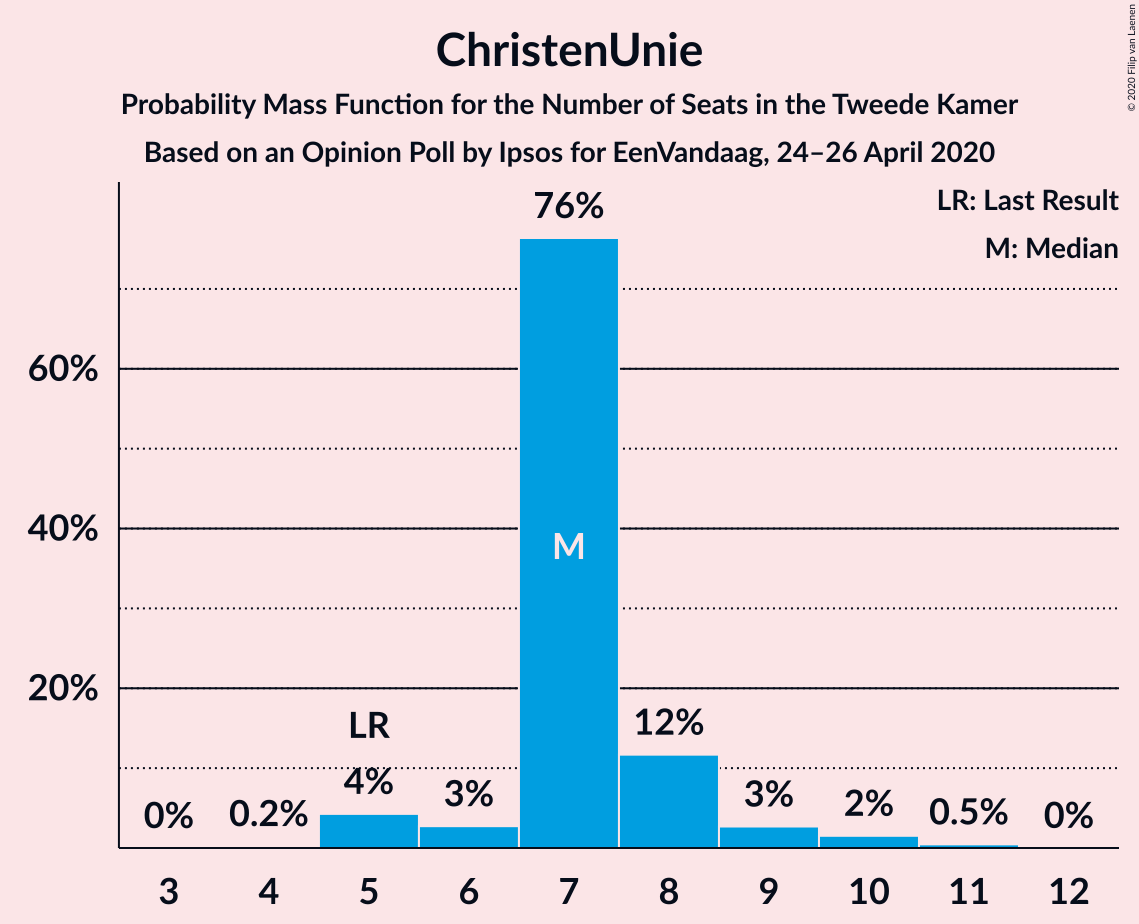 ChristenUnie
Probability Mass Function for the Number of Seats in the Tweede Kamer
Based on an Opinion Poll by Ipsos for EenVandaag, 24–26 April 2020
© 2020 Filip van Laenen
LR: Last Result
M: Median
76%
60%
40%
20%
M
LR
0%
0.2%
4%
3%
12%
3%
2%
0.5%
0%
3 4 5 6 7 8 9 10 11 12